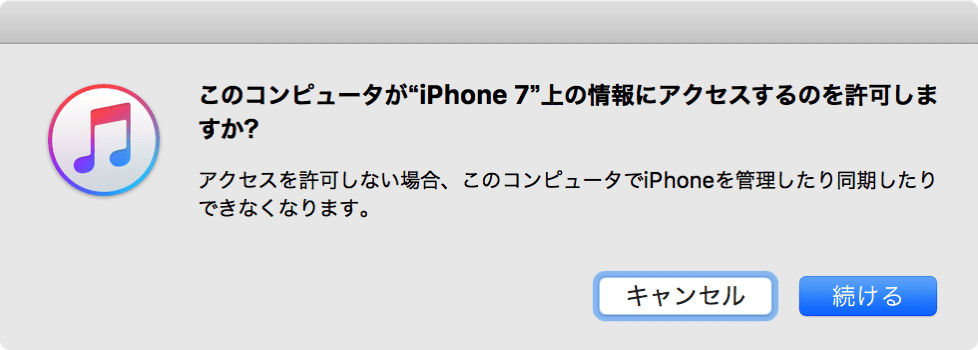 このコンピュータが“iPhone 7”上の情報にアクセスするのを許可しま
すか?
アクセスを許可しない場合、このコンピュータでiPhoneを管理したり同期したり
できなくなります。
キャンセル
続ける